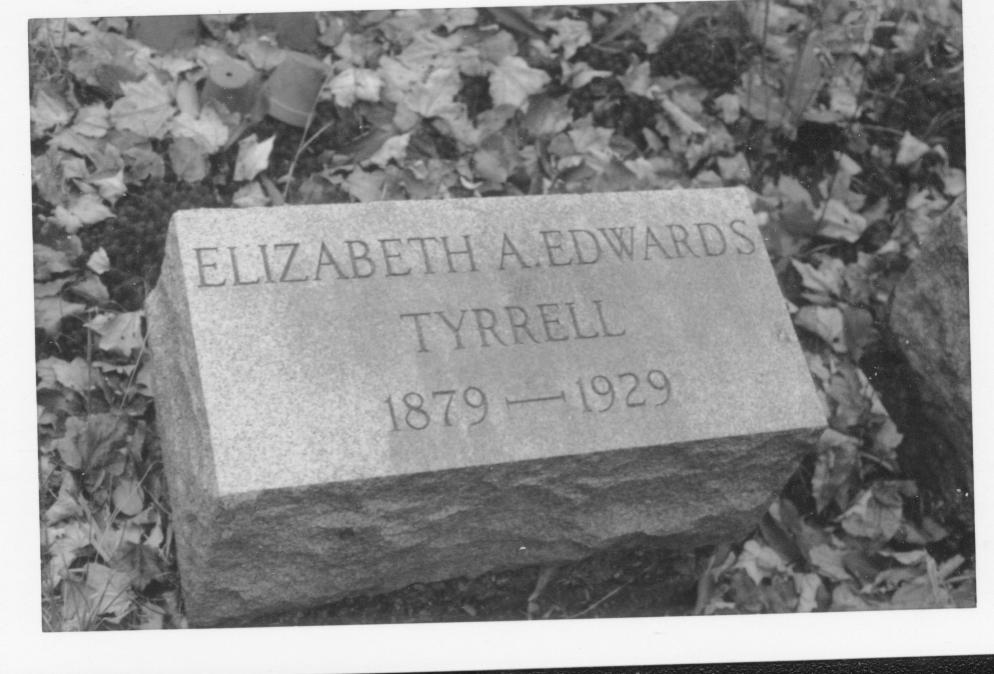 ELIZABETH A. EDWARDS
TYRRELL
1879 — 1929